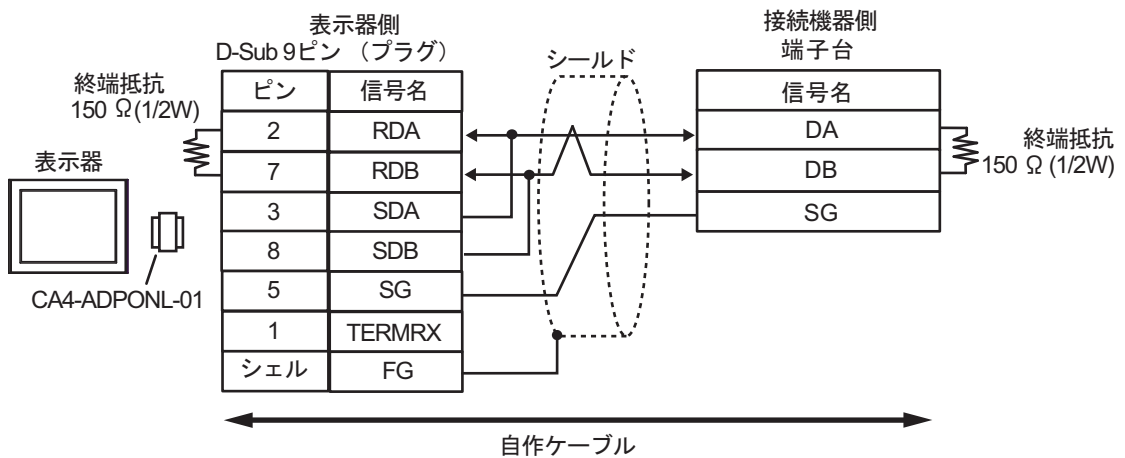 表示器側
D-Sub 9ピン （プラグ）
シールド
接続機器側
端子台
終端抵抗
150 Ω(1/2W)
表示器
CA4-ADPONL-01
ピン 信号名
2 RDA
7 RDB
3 SDA
8 SDB
5 SG
1 TERMRX
シェル FG
信号名
DA
DB
SG
終端抵抗
150 Ω (1/2W)
自作ケーブル